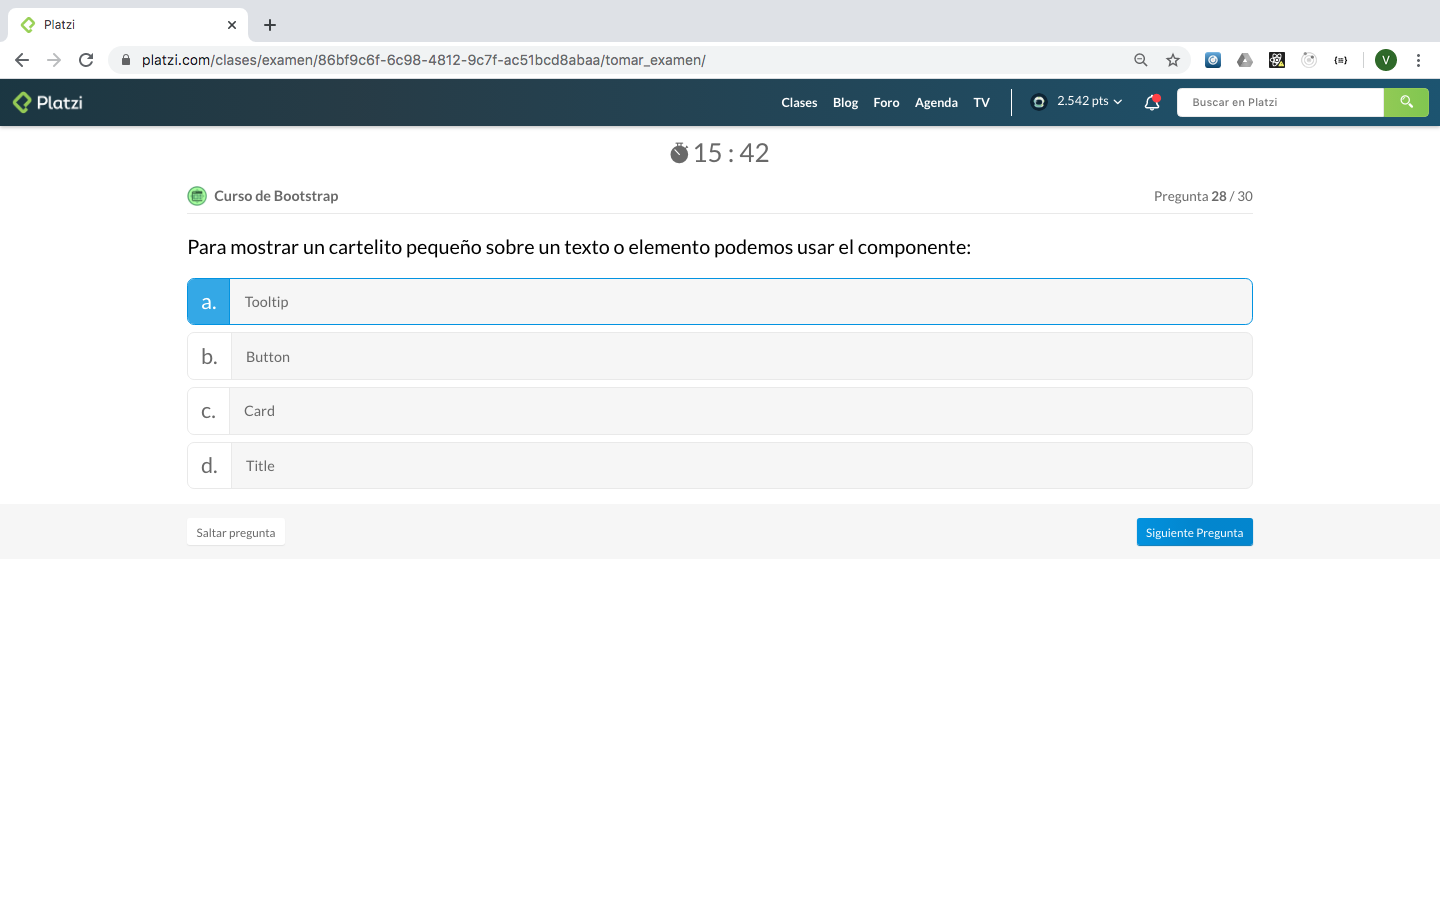 Platzi
platzi.com/clases/examen/86bf9c6f-6c98-4812-9c7f-ac51bcd8abaa/tomar_examen/
V
Platzi
Clases Blog Foro Agenda TV 2.542 pts Buscar en Platzi
15 : 42
Curso de Bootstrap Pregunta 28 / 30
Para mostrar un cartelito pequeño sobre un texto o elemento podemos usar el componente:
a. Tooltip
b. Button
c. Card
d. Title
Saltar pregunta Siguiente Pregunta